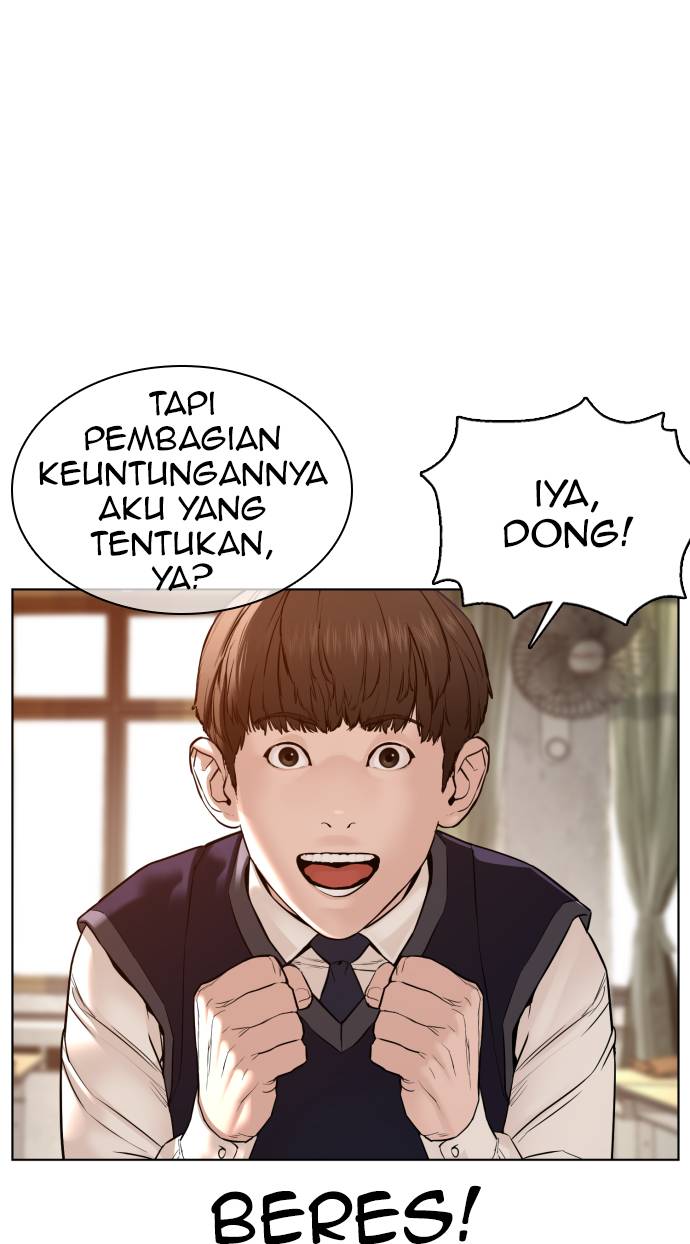 TAPI
PEMBAGIAN
KEUNTUNGANNYA
AKU YANG
TENTUKAN,
YA?
IYA,
DONG!
BERES!